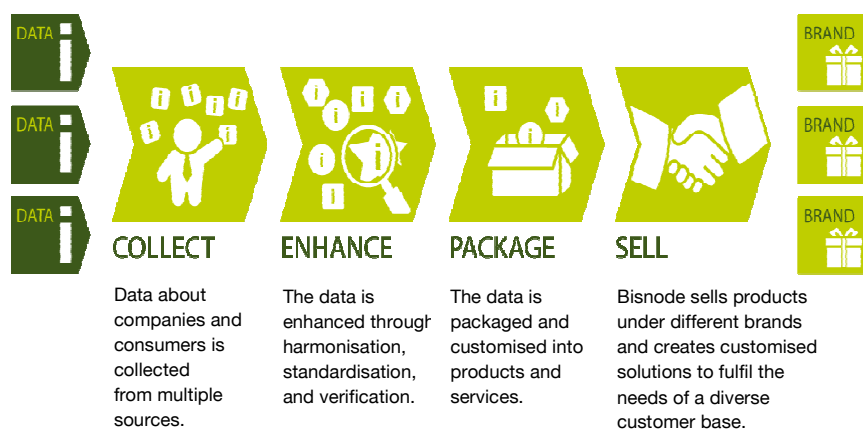 DATA
DATA
DATA
COLLECT
Data about
companies and
consumers is
collected
from multiple
sources.
ENHANCE
The data is
enhanced through
harmonisation,
standardisation,
and verification.
PACKAGE
The data is
packaged and
customised into
products and
services.
SELL
Bisnode sells products
under different brands
and creates customised
solutions to fulfil the
needs of a diverse
customer base.
BRAND
BRAND
BRAND